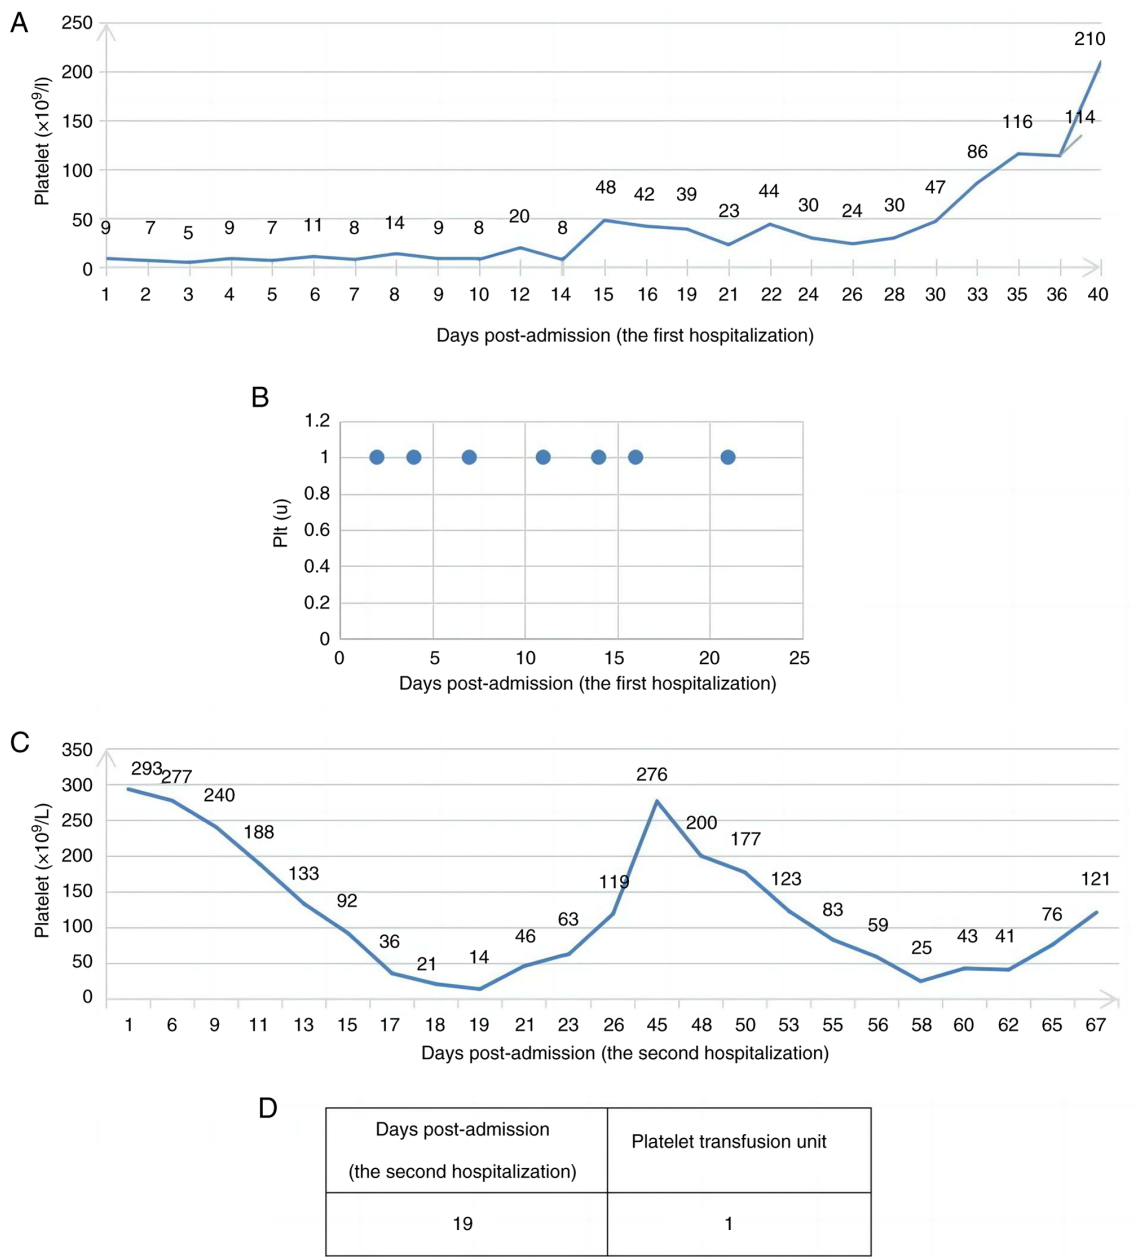 A
250
200
150
100
50
0
Platelet (×10⁹/l)
9 7 5 9 7 11 8 14 9 8 20 8 48 42 39 23 44 30 24 30 47 86 116 114 210
1 2 3 4 5 6 7 8 9 10 12 14 15 16 19 21 22 24 26 28 30 33 35 36 40
Days post-admission (the first hospitalization)
B
1.2
1
0.8
0.6
0.4
0.2
0
Plt (u)
0 5 10 15 20 25
Days post-admission (the first hospitalization)
C
350
300
250
200
150
100
50
0
Platelet (×10⁹/L)
293 277 240 188 133 92 36 21 14 46 63 119 276 200 177 123 83 59 25 43 41 76 121
1 6 9 11 13 15 17 18 19 21 23 26 45 48 50 53 55 56 58 60 62 65 67
Days post-admission (the second hospitalization)
D
Days post-admission
(the second hospitalization)
Platelet transfusion unit
19 1